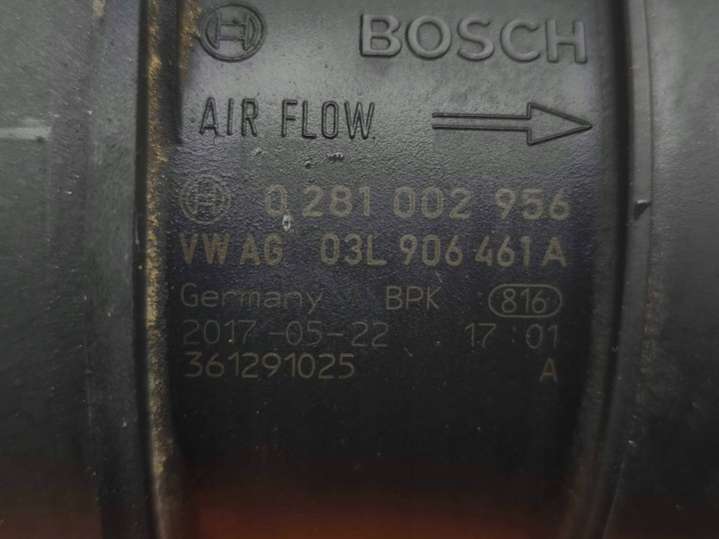 BOSCH
AIR FLOW
0 281 002 956
VW AG 03L 906 461 A
Germany BPK 816
2017-05-22 17:01
361291025 A